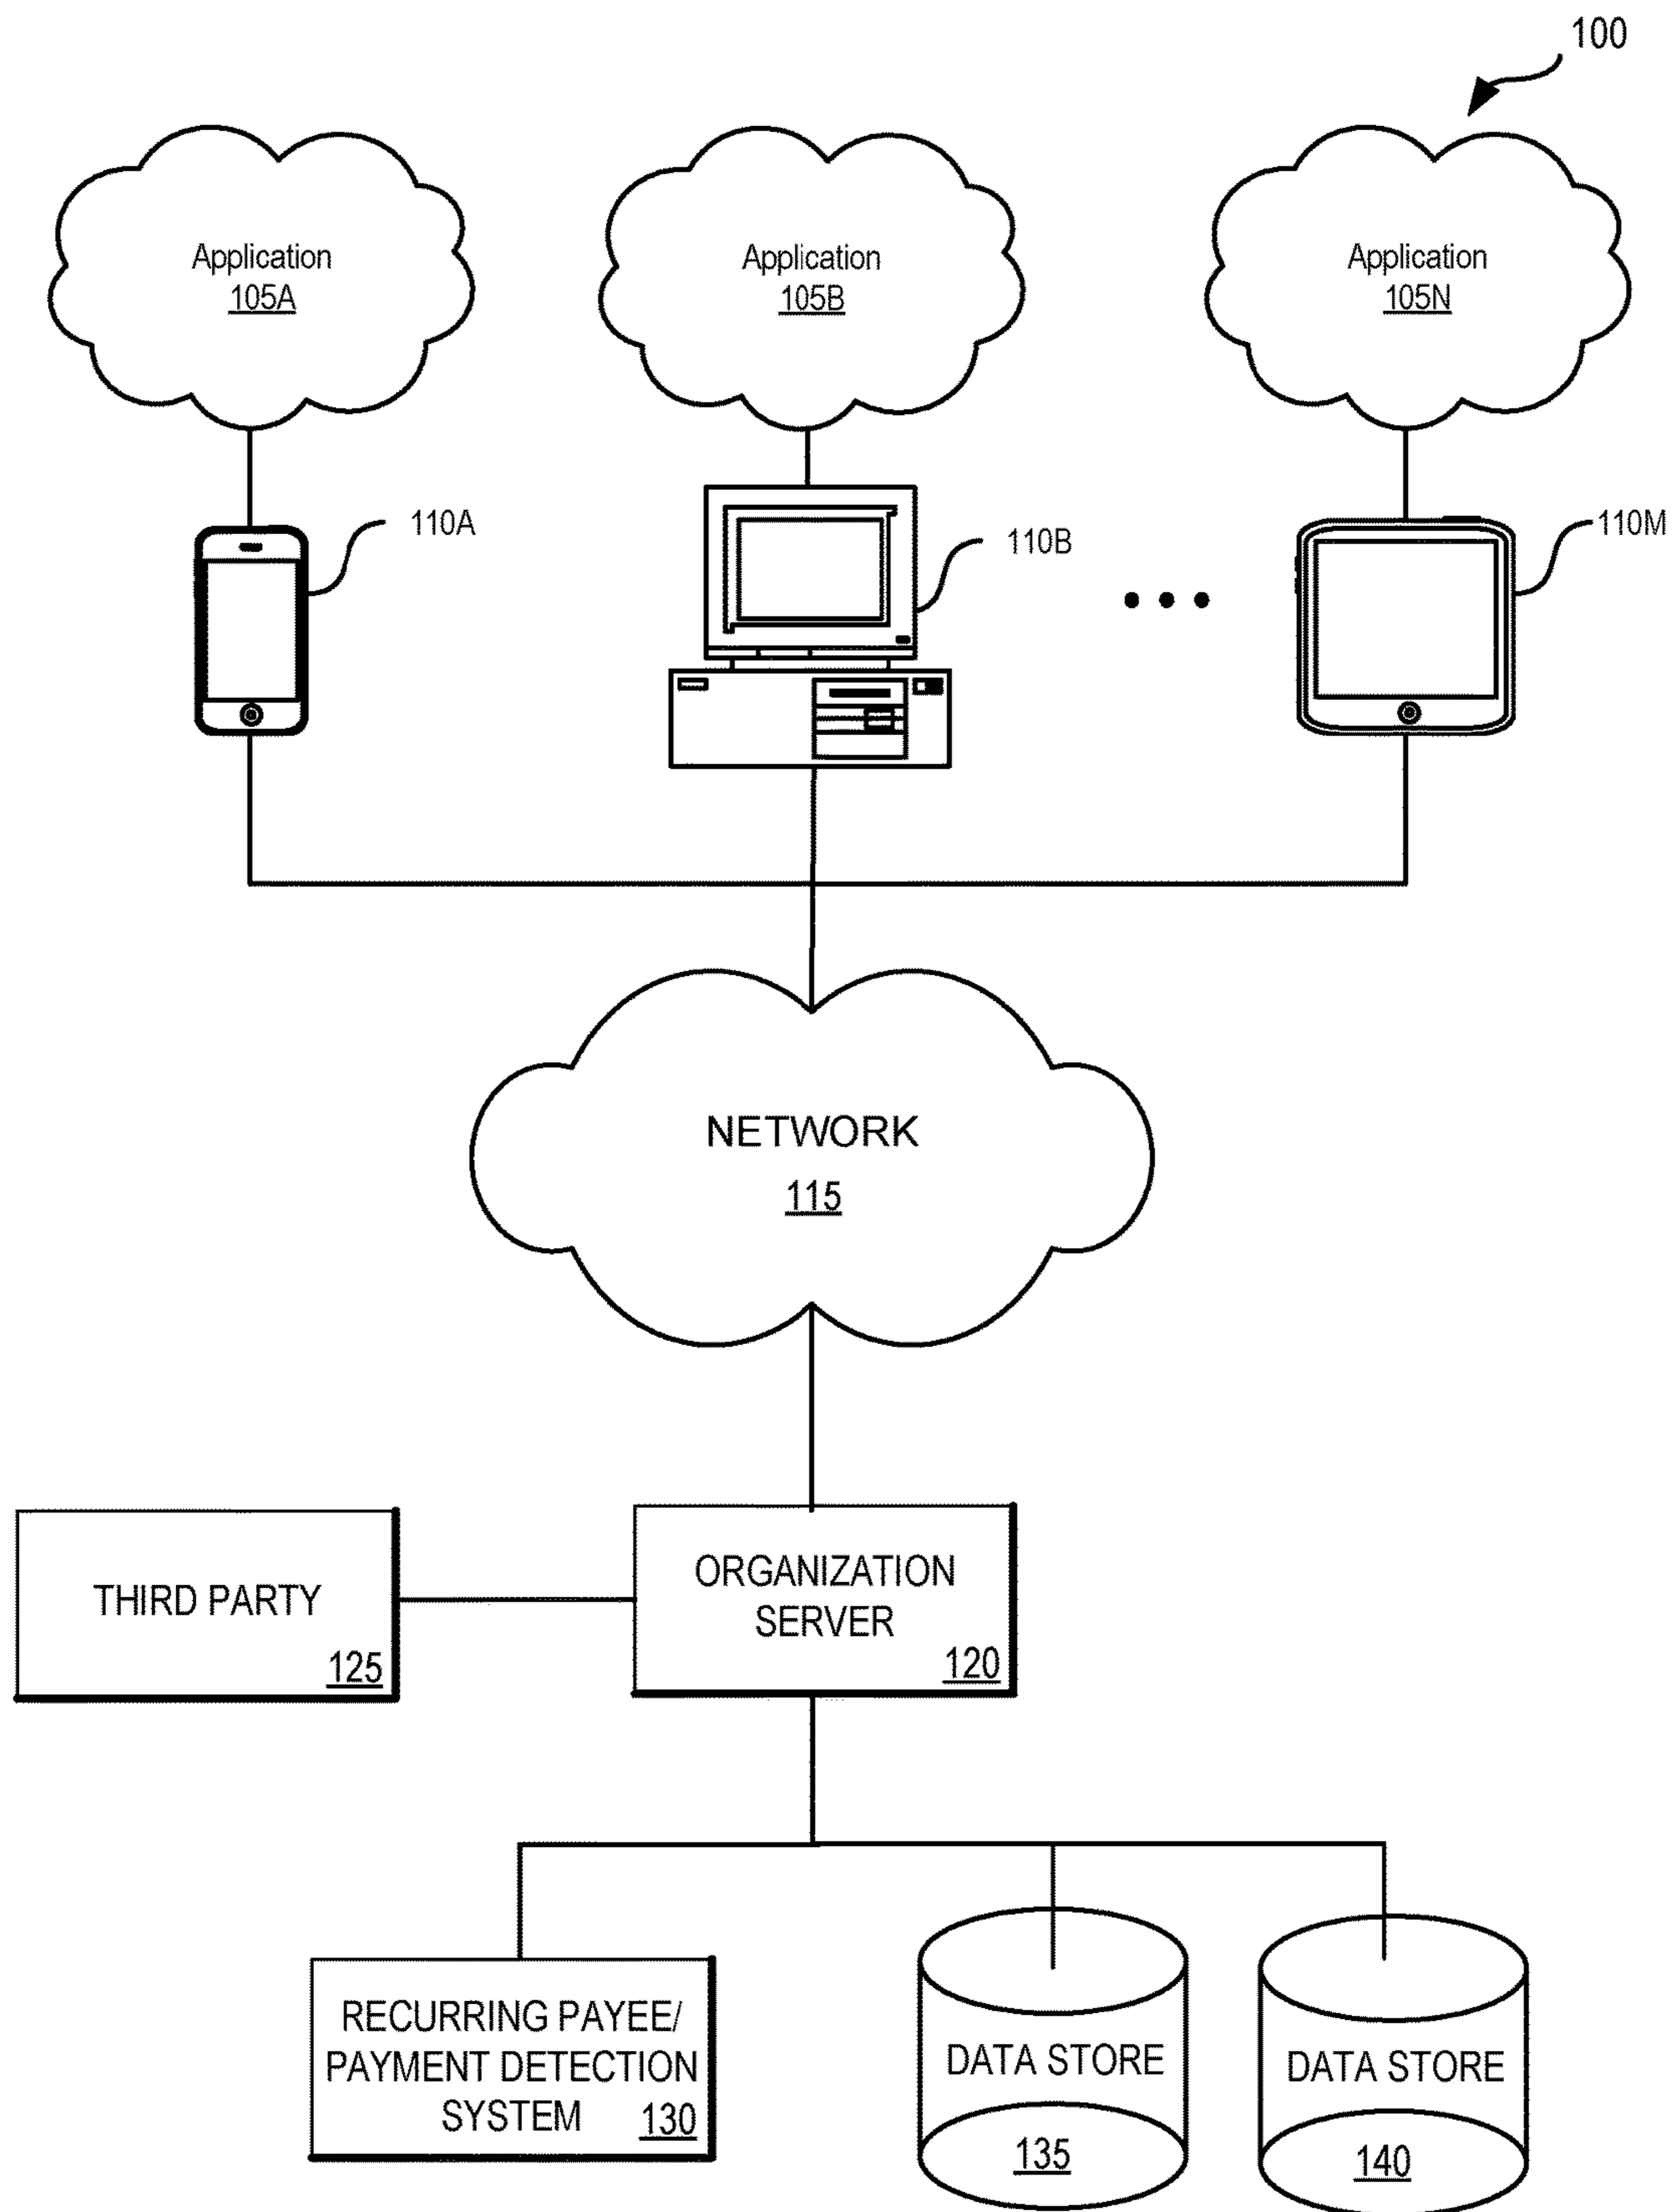 100
Application
105A
Application
105B
Application
105N
110A
110B
110M
NETWORK
115
THIRD PARTY
125
ORGANIZATION
SERVER
120
RECURRING PAYEE/
PAYMENT DETECTION
SYSTEM
130
DATA STORE
135
DATA STORE
140